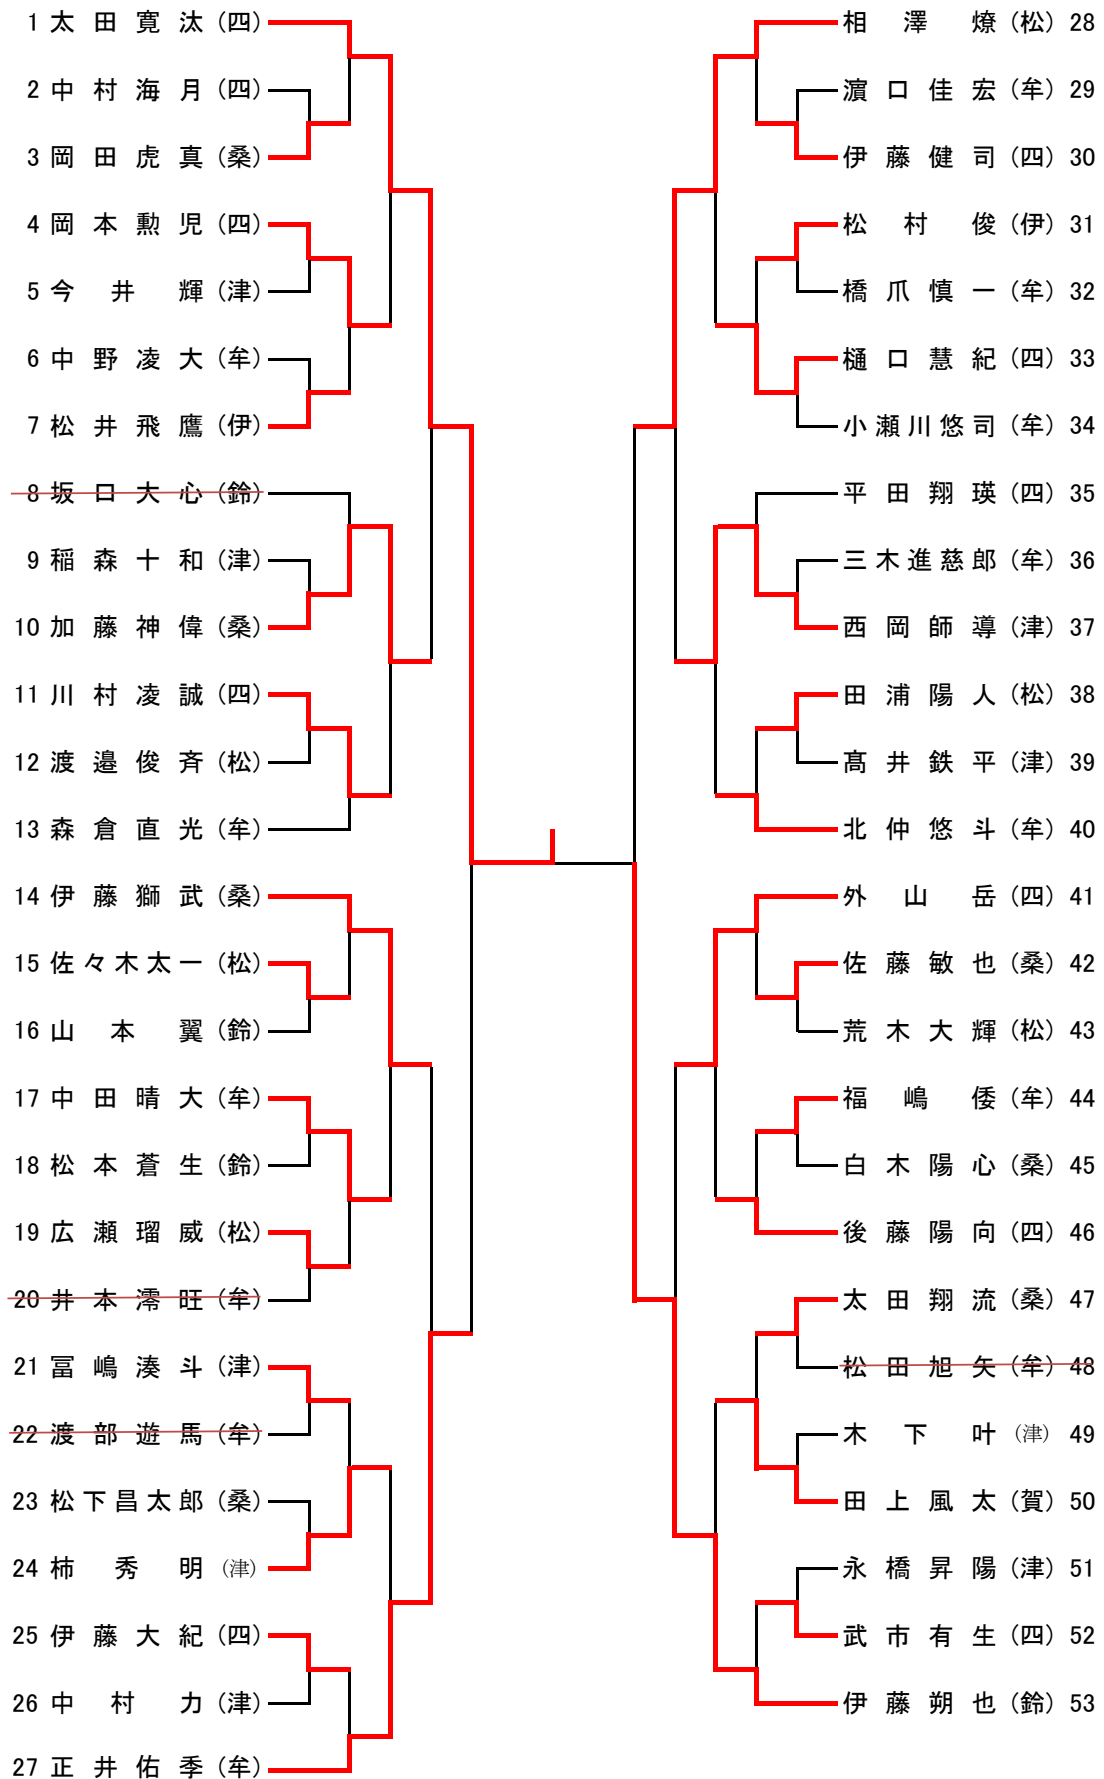 1 太田寛汰(四)
2 中村海月(四)
3 岡田虎真(桑)
4 岡本勲児(四)
5 今井輝(津)
6 中野凌大(牟)
7 松井飛鷹(伊)
8 坂口大心(鈴)
9 稲森十和(津)
10 加藤神偉(桑)
11 川村凌誠(四)
12 渡邉俊斉(松)
13 森倉直光(牟)
14 伊藤獅武(桑)
15 佐々木太一(松)
16 山本翼(鈴)
17 中田晴大(牟)
18 松本蒼生(鈴)
19 広瀬瑠威(松)
20 井本澪旺(牟)
21 冨嶋湊斗(津)
22 渡部遊馬(牟)
23 松下昌太郎(桑)
24 柿秀明(津)
25 伊藤大紀(四)
26 中村力(津)
27 正井佑季(牟)
相澤燎(松) 28
濵口佳宏(牟) 29
伊藤健司(四) 30
松村俊(伊) 31
橋爪慎一(牟) 32
樋口慧紀(四) 33
小瀬川悠司(牟) 34
平田翔瑛(四) 35
三木進慈郎(牟) 36
西岡師導(津) 37
田浦陽人(松) 38
髙井鉄平(津) 39
北仲悠斗(牟) 40
外山岳(四) 41
佐藤敏也(桑) 42
荒木大輝(松) 43
福嶋倭(牟) 44
白木陽心(桑) 45
後藤陽向(四) 46
太田翔流(桑) 47
松田旭矢(牟) 48
木下叶(津) 49
田上風太(賀) 50
永橋昇陽(津) 51
武市有生(四) 52
伊藤朔也(鈴) 53